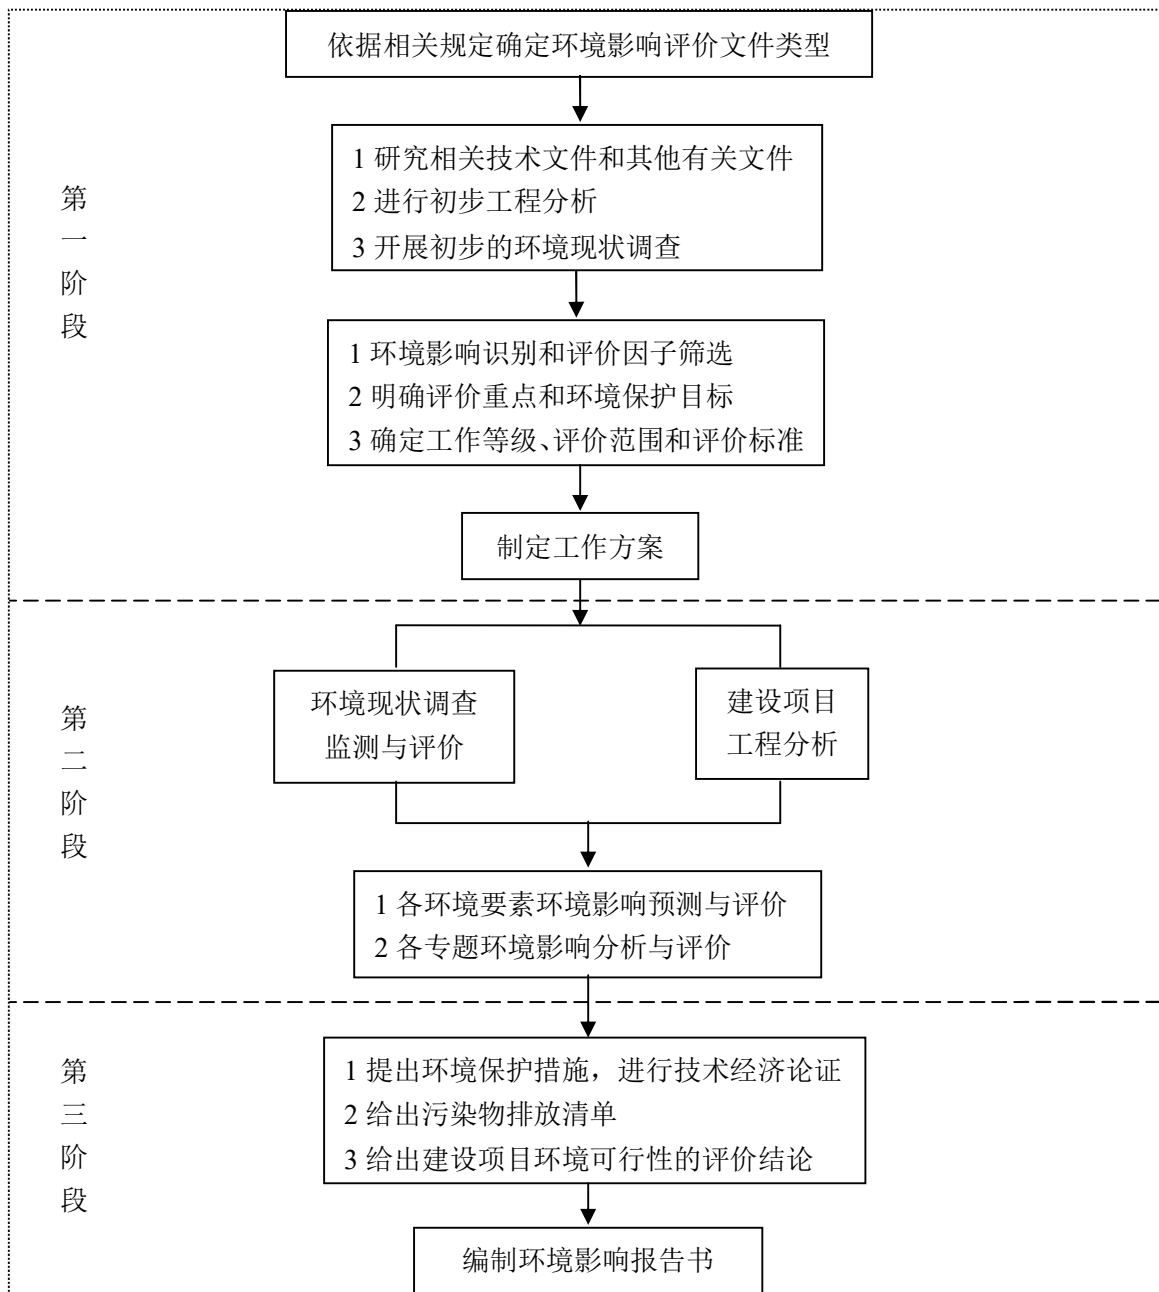 依据相关规定确定环境影响评价文件类型
第一阶段
1 研究相关技术文件和其他有关文件
2 进行初步工程分析
3 开展初步的环境现状调查
1 环境影响识别和评价因子筛选
2 明确评价重点和环境保护目标
3 确定工作等级、评价范围和评价标准
制定工作方案
第二阶段
环境现状调查
监测与评价
建设项目
工程分析
1 各环境要素环境影响预测与评价
2 各专题环境影响分析与评价
第三阶段
1 提出环境保护措施，进行技术经济论证
2 给出污染物排放清单
3 给出建设项目环境可行性的评价结论
编制环境影响报告书